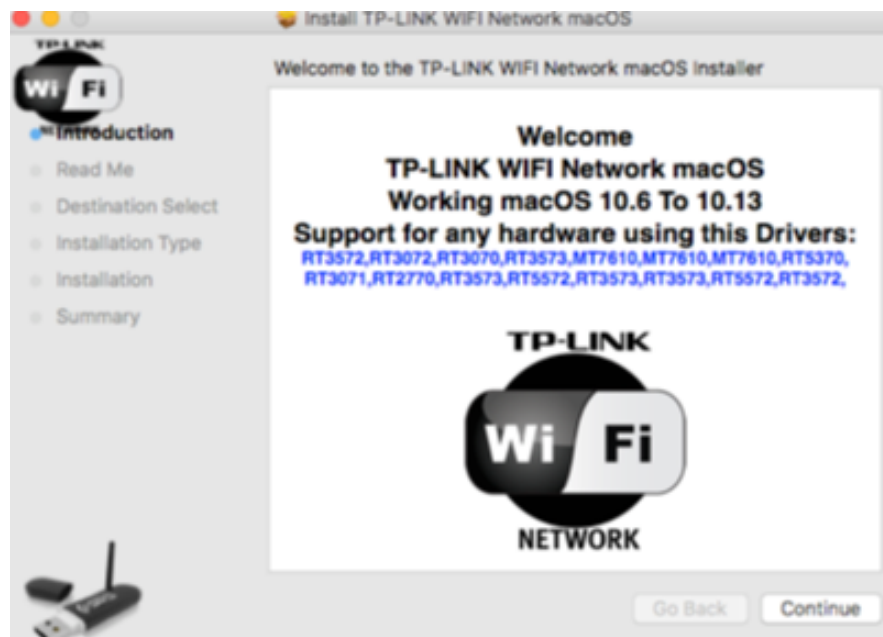 Install TP-LINK WIFI Network macOS
TP-LINK
Wi Fi
Introduction
Read Me
Destination Select
Installation Type
Installation
Summary
Welcome to the TP-LINK WIFI Network macOS Installer
Welcome
TP-LINK WIFI Network macOS
Working macOS 10.6 To 10.13
Support for any hardware using this Drivers:
RT3572,RT3072,RT3070,RT3573,MT7610,MT7610,MT7610,RT5370,
RT3071,RT2770,RT3573,RT5572,RT3573,RT3573,RT5572,RT3572,
TP-LINK
Wi Fi
NETWORK
Go Back
Continue